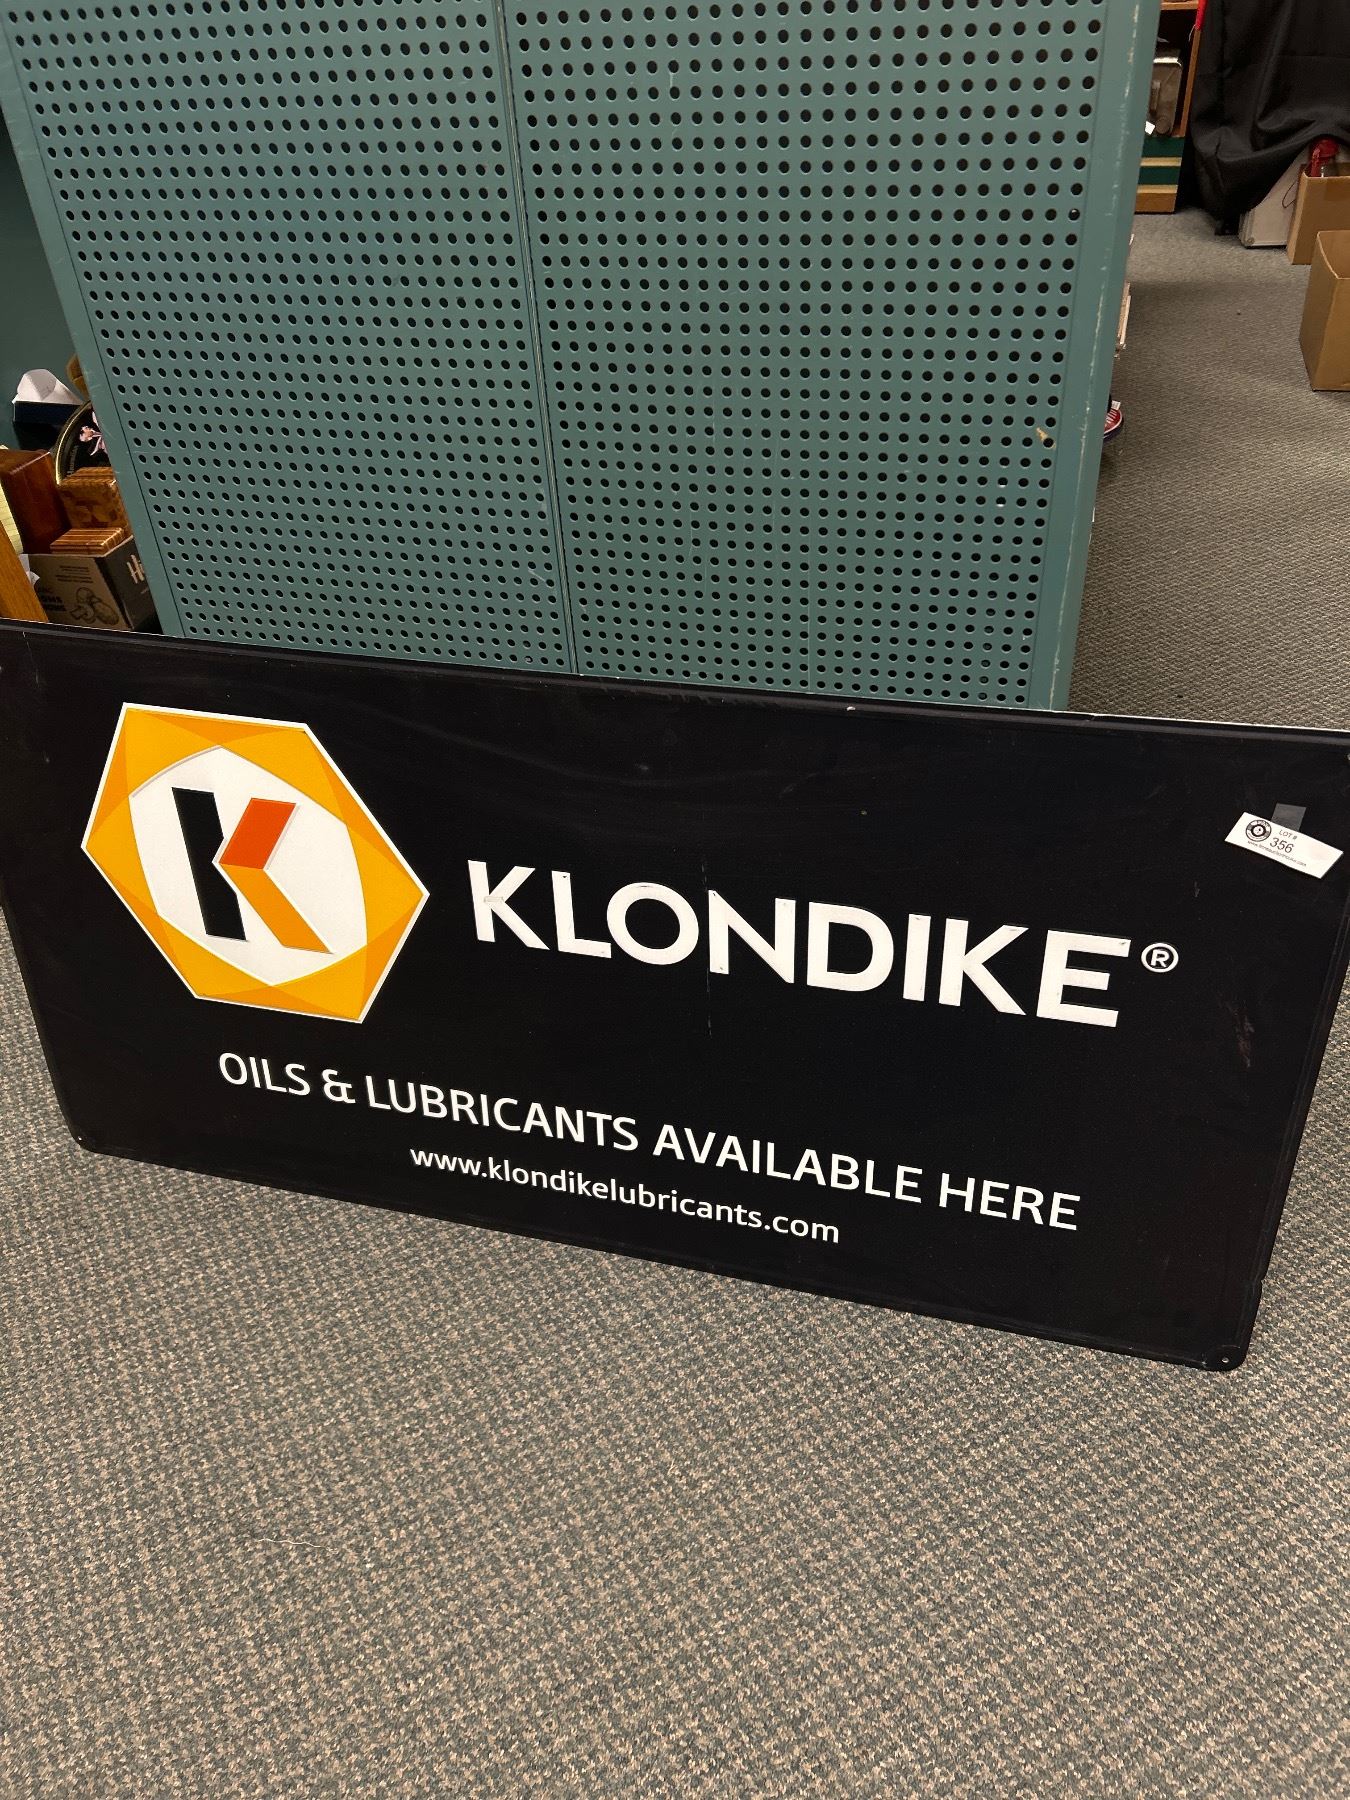 K
KLONDIKE®
OILS & LUBRICANTS AVAILABLE HERE
www.klondikelubricants.com
LOT #
356